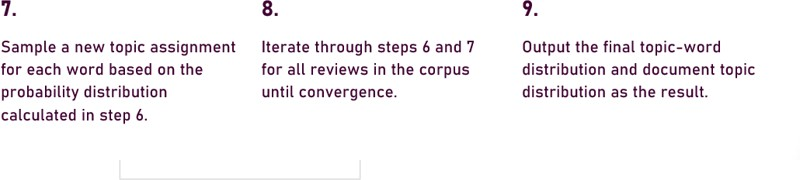 7.
Sample a new topic assignment
for each word based on the
probability distribution
calculated in step 6.
8.
Iterate through steps 6 and 7
for all reviews in the corpus
until convergence.
9.
Output the final topic-word
distribution and document topic
distribution as the result.